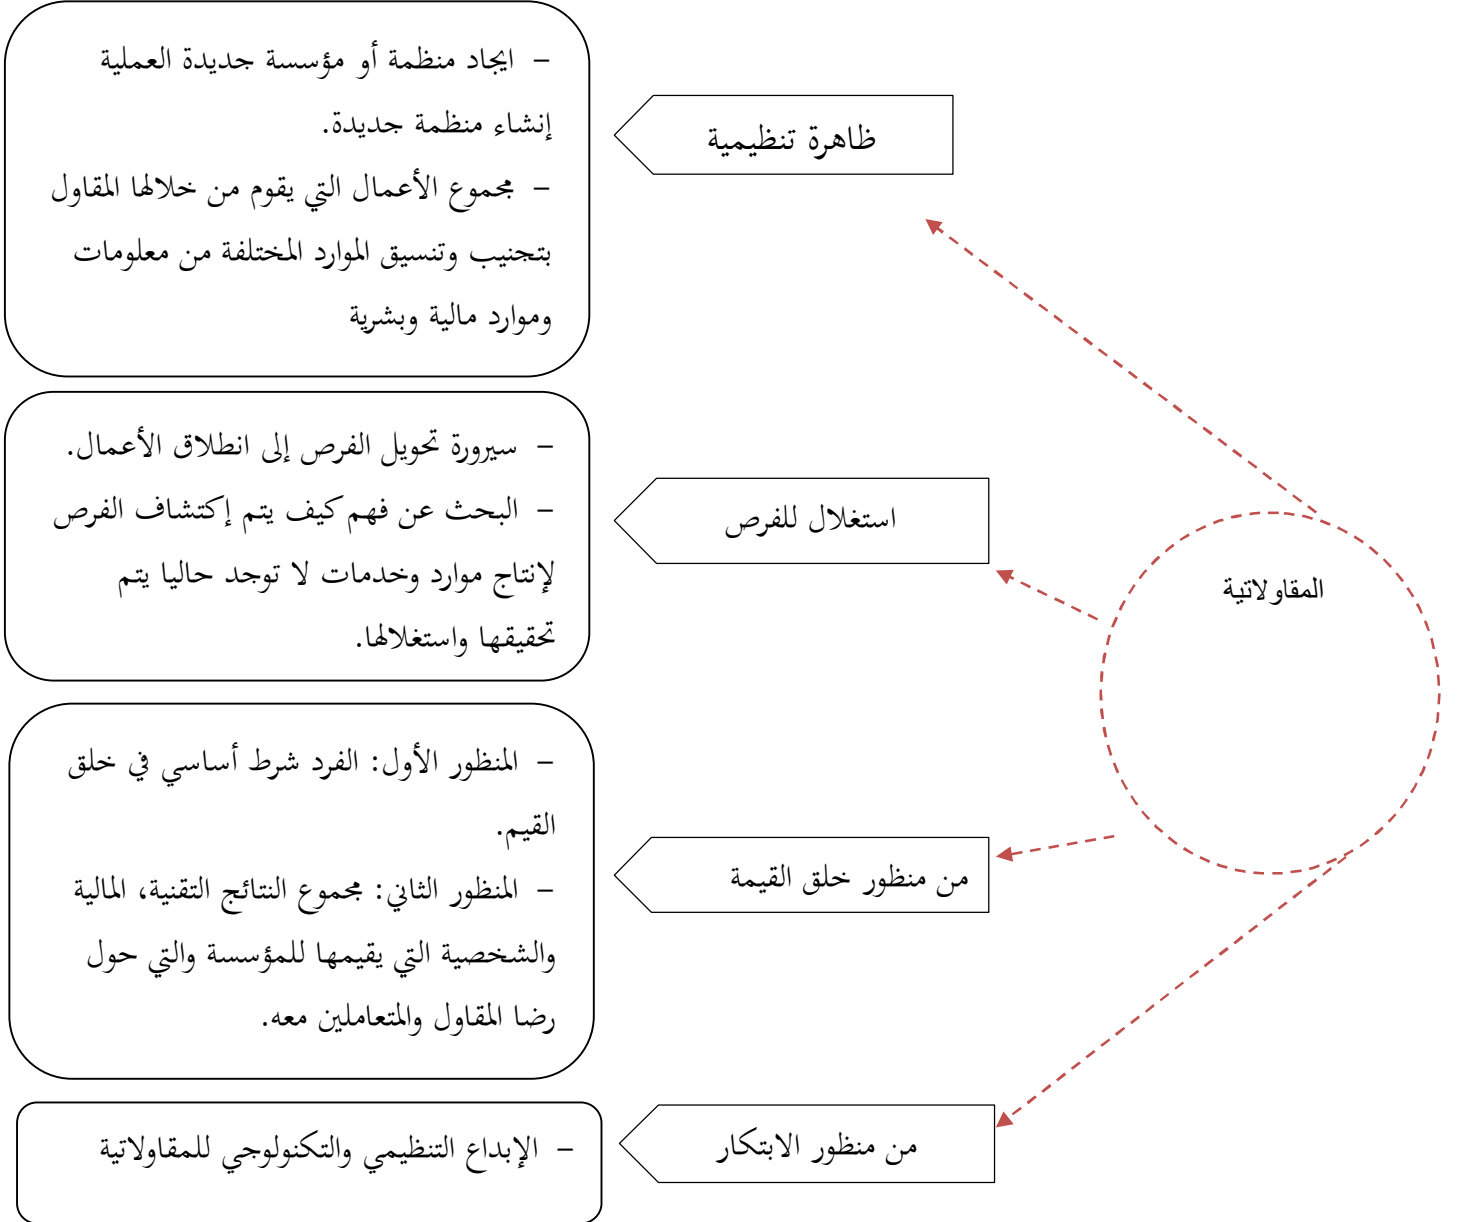 المقاولاتية
ظاهرة تنظيمية
– ايجاد منظمة أو مؤسسة جديدة العملية
إنشاء منظمة جديدة.
– مجموع الأعمال التي يقوم من خلالها المقاول
بتجنيب وتنسيق الموارد المختلفة من معلومات
وموارد مالية وبشرية
استغلال للفرص
– سيرورة تحويل الفرص إلى انطلاق الأعمال.
– البحث عن فهم كيف يتم إكتشاف الفرص
لإنتاج موارد وخدمات لا توجد حاليا يتم
تحقيقها واستغلالها.
من منظور خلق القيمة
– المنظور الأول: الفرد شرط أساسي في خلق
القيم.
– المنظور الثاني: مجموع النتائج التقنية، المالية
والشخصية التي يقيمها للمؤسسة والتي حول
رضا المقاول والمتعاملين معه.
من منظور الابتكار
– الإبداع التنظيمي والتكنولوجي للمقاولاتية